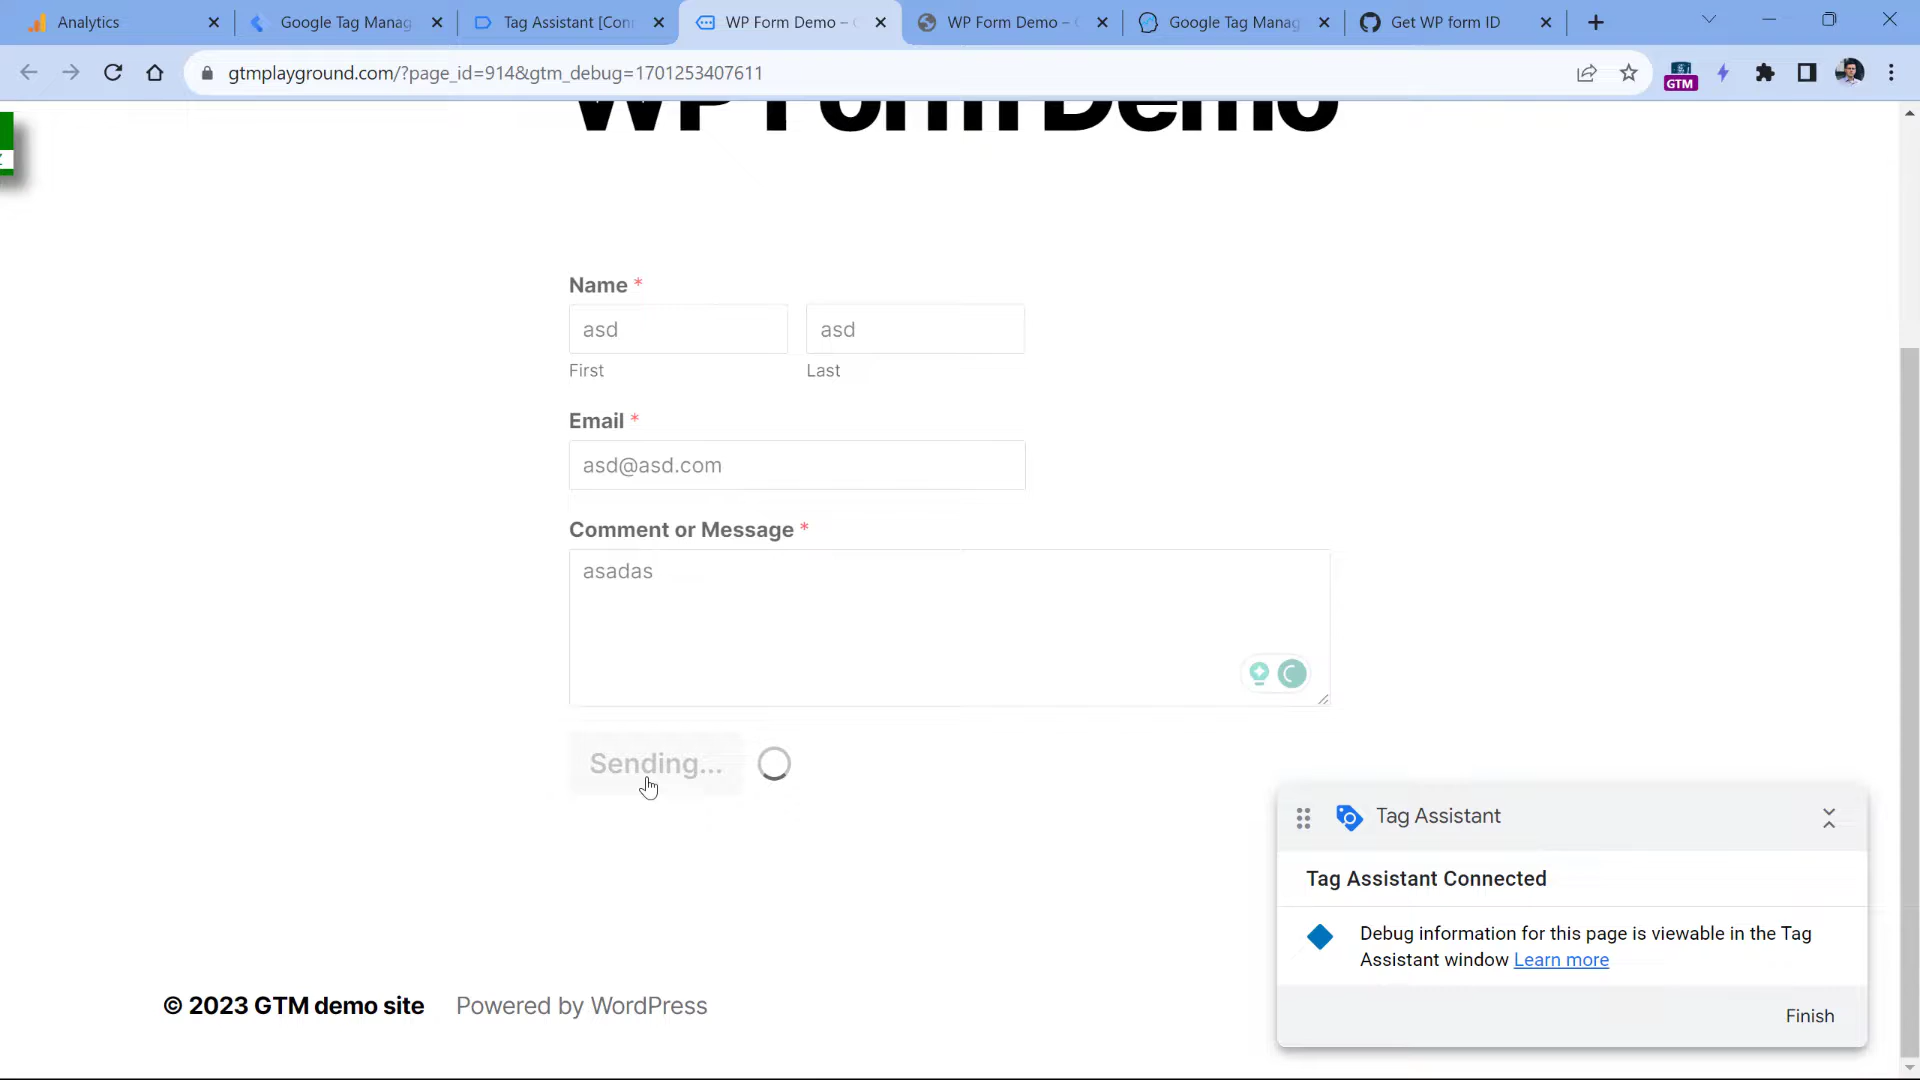 Analytics
Google Tag Manag
Tag Assistant [Con
WP Form Demo –
WP Form Demo –
Google Tag Manag
Get WP form ID
gtmplayground.com/?page_id=914&gtm_debug=1701253407611
GTM
WP Form Demo
Name *
asd asd
First Last
Email *
asd@asd.com
Comment or Message *
asadas
Sending...
Tag Assistant
Tag Assistant Connected
Debug information for this page is viewable in the Tag
Assistant window Learn more
Finish
© 2023 GTM demo site Powered by WordPress